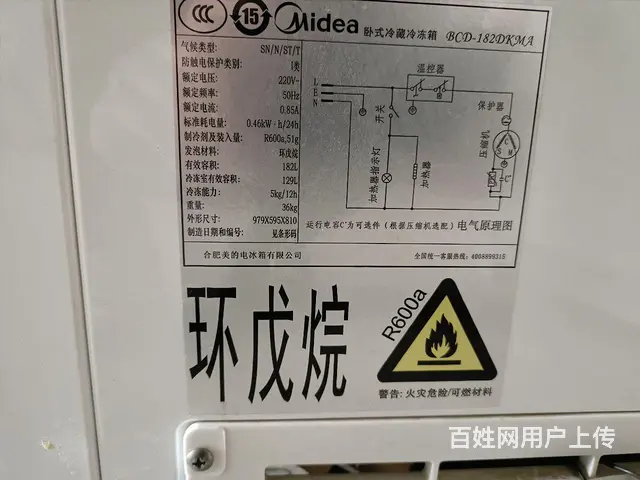 CCC 15 Midea 卧式冷藏冷冻箱 BCD-182DKMA
气候类型: SN/N/ST/T
防触电保护类别: I类
额定电压: 220V~
额定频率: 50Hz
额定电流: 0.85A
标准耗电量: 0.46kW·h/24h
制冷剂及装入量: R600a,51g
发泡材料: 环戊烷
有效容积: 182L
冷冻室有效容积: 129L
冷冻能力: 5kg/12h
重量: 36kg
外形尺寸: 979X595X810
制造日期和编号: 见条形码
L
E
N
开关
温控器
保护器
压缩机
C
S M
C'
加热器指示灯
加热器
运行电容C'为可选件(根据压缩机选配) 电气原理图
合肥美的电冰箱有限公司 全国统一客服热线: 4008899315
环戊烷
R600a
警告: 火灾危险/可燃材料
百姓网用户上传